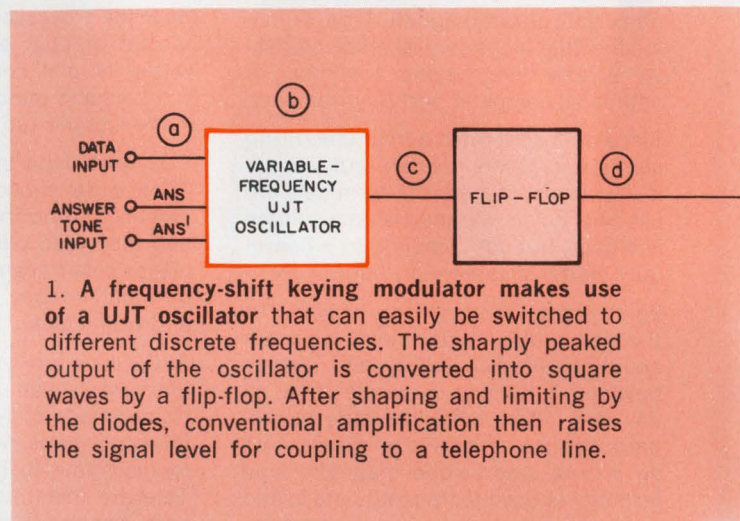 ⓑ
ⓐ
ⓒ
ⓓ
DATA
INPUT
VARIABLE-
FREQUENCY
UJT
OSCILLATOR
FLIP-FLOP
ANS
ANSWER
TONE
INPUT
ANS'
1. A frequency-shift keying modulator makes use
of a UJT oscillator that can easily be switched to
different discrete frequencies. The sharply peaked
output of the oscillator is converted into square
waves by a flip-flop. After shaping and limiting by
the diodes, conventional amplification then raises
the signal level for coupling to a telephone line.